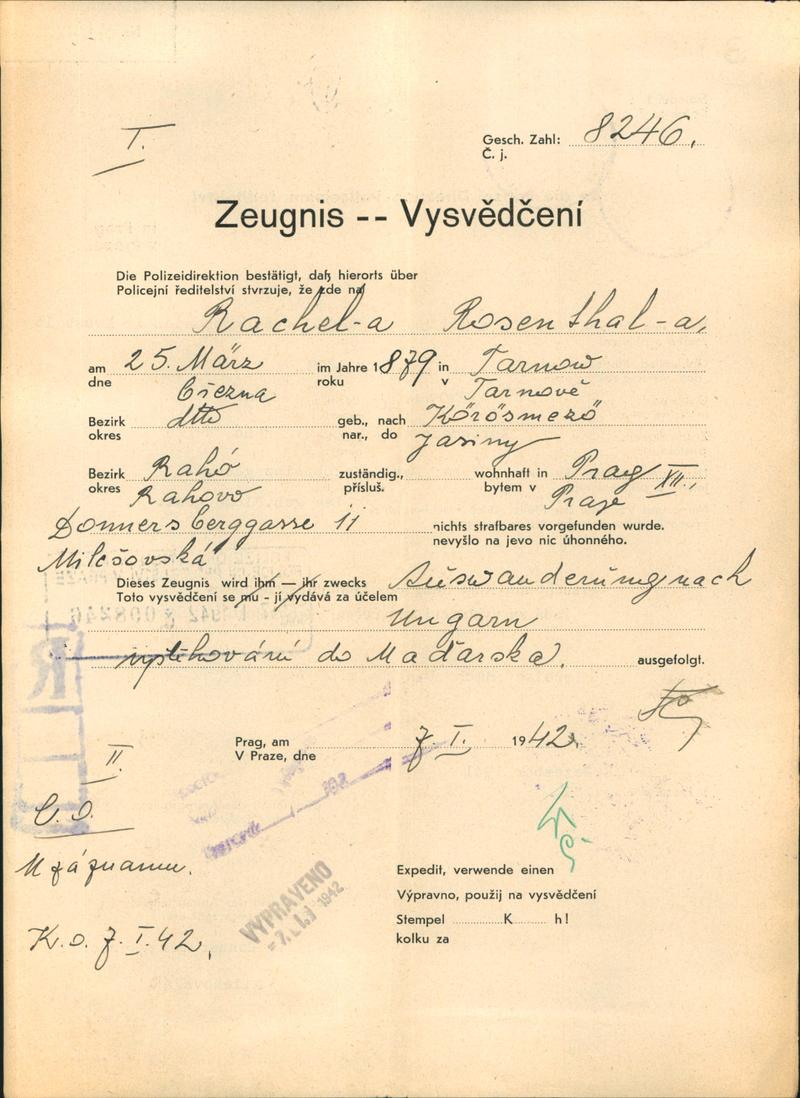 I.
Gesch. Zahl: 8246.
Č. j.
Zeugnis -- Vysvědčení
Die Polizeidirektion bestätigt, daß hierorts über
Policejní ředitelství stvrzuje, že zde na
Rachel-a Rosenthal-a,
am 25. März im Jahre 1879 in Tarnow
dne března roku v Tarnově
Bezirk dtto geb., nach Körösmezö
okres nar., do Jasiny
Bezirk Rahó zuständig., wohnhaft in Prag XII.,
okres Rahovo přísluš. bytem v Praze
Donnersberggasse 11 nichts strafbares vorgefunden wurde.
Milešovská nevyšlo na jevo nic úhonného.
Dieses Zeugnis wird ihm — ihr zwecks Auswanderung nach
Toto vysvědčení se mu - jí vydává za účelem
Ungarn
vystěhování do Maďarska. ausgefolgt.
Prag, am 7. I. 1942.
V Praze, dne
II.
C. D.
K záznamu.
K. D. 7. I. 42.
VYPRAVENO
7. I. 1942
Expedit, verwende einen
Výpravno, použij na vysvědčení
Stempel K h!
kolku za